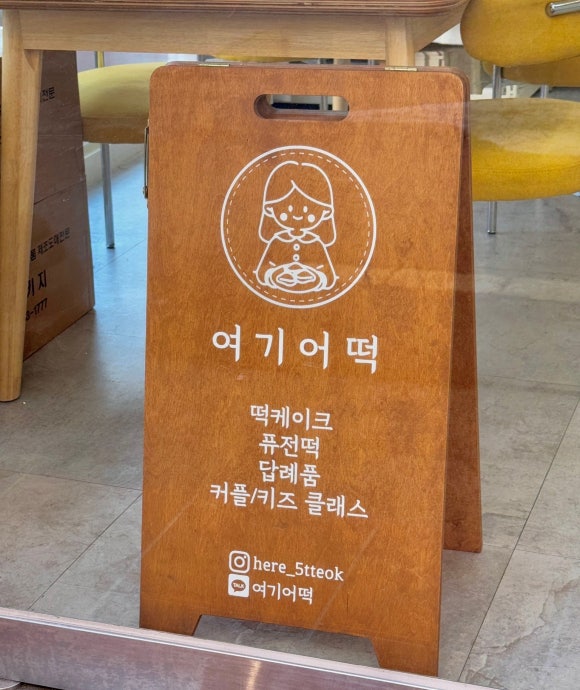 여기어떡
떡케이크
퓨전떡
답례품
커플/키즈 클래스
here_5tteok
TALK
여기어떡